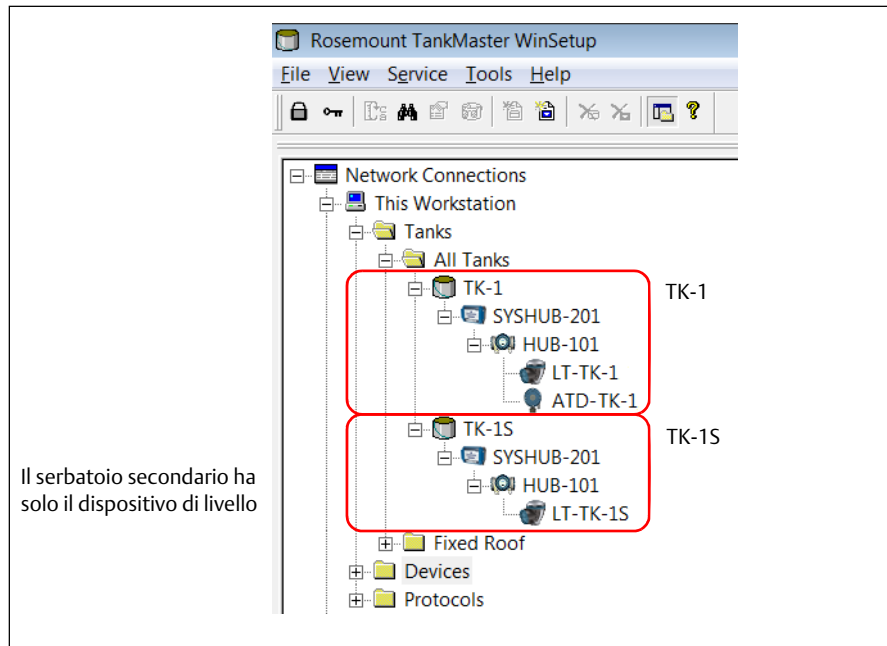 Rosemount TankMaster WinSetup
File View Service Tools Help
Network Connections
This Workstation
Tanks
All Tanks
TK-1
SYSHUB-201
HUB-101
LT-TK-1
ATD-TK-1
TK-1
TK-1S
SYSHUB-201
HUB-101
LT-TK-1S
TK-1S
Il serbatoio secondario ha
solo il dispositivo di livello
Fixed Roof
Devices
Protocols